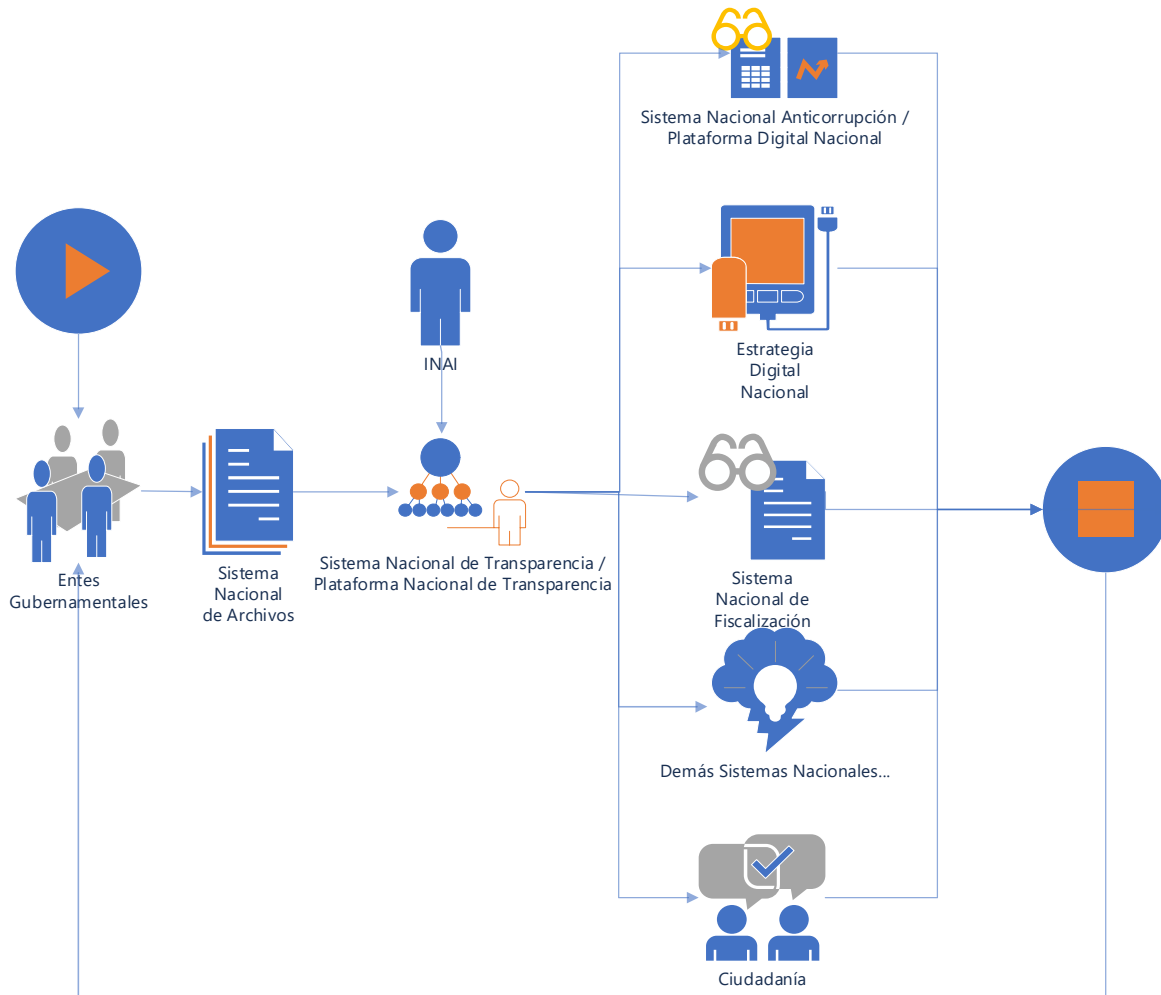 Sistema Nacional Anticorrupción /
Plataforma Digital Nacional
INAI
Estrategia
Digital
Nacional
Entes
Gubernamentales
Sistema
Nacional
de Archivos
Sistema Nacional de Transparencia /
Plataforma Nacional de Transparencia
Sistema
Nacional de
Fiscalización
Demás Sistemas Nacionales...
Ciudadanía